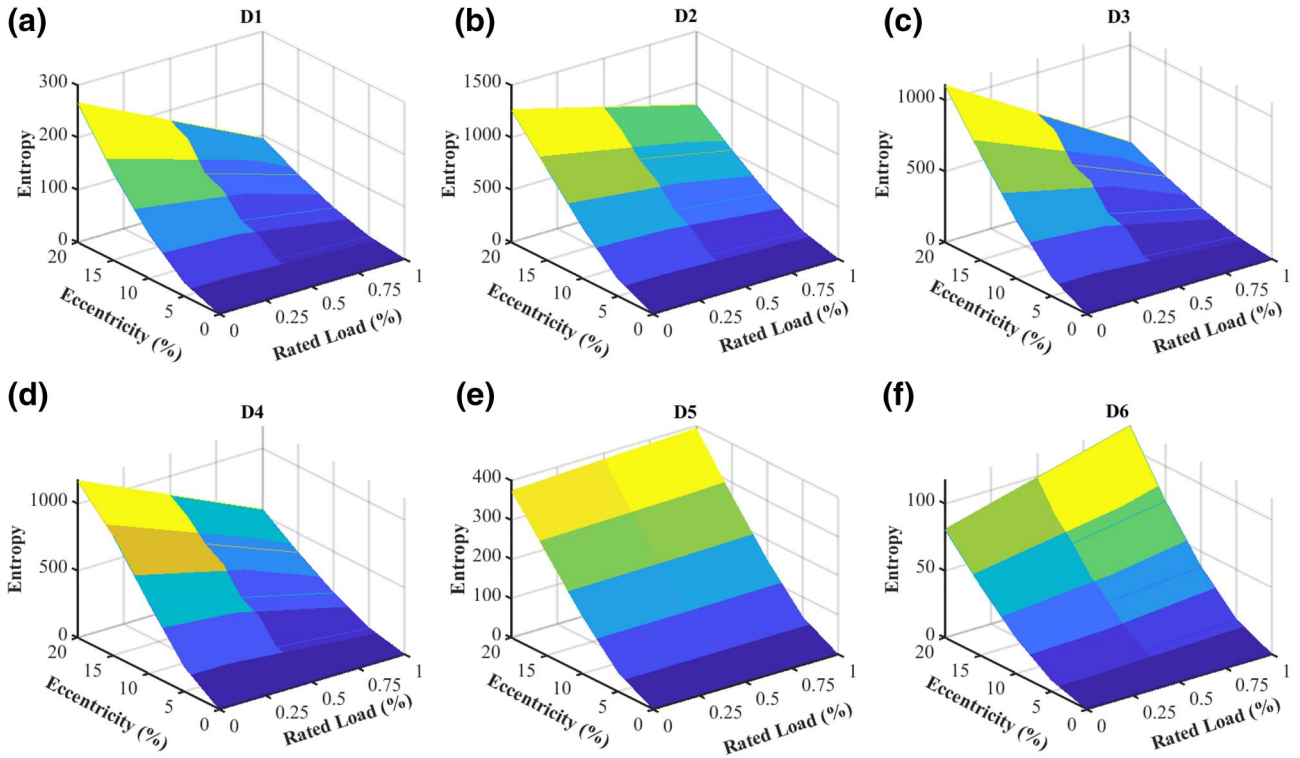 (a)
D1
300
200
100
0
Entropy
20
15
10
5
0
Eccentricity (%)
0
0.25
0.5
0.75
1
Rated Load (%)
(b)
D2
1500
1000
500
0
Entropy
20
15
10
5
0
Eccentricity (%)
0
0.25
0.5
0.75
1
Rated Load (%)
(c)
D3
1000
500
0
Entropy
20
15
10
5
0
Eccentricity (%)
0
0.25
0.5
0.75
1
Rated Load (%)
(d)
D4
1000
500
0
Entropy
20
15
10
5
0
Eccentricity (%)
0
0.25
0.5
0.75
1
Rated Load (%)
(e)
D5
400
300
200
100
0
Entropy
20
15
10
5
0
Eccentricity (%)
0
0.25
0.5
0.75
1
Rated Load (%)
(f)
D6
100
50
0
Entropy
20
15
10
5
0
Eccentricity (%)
0
0.25
0.5
0.75
1
Rated Load (%)